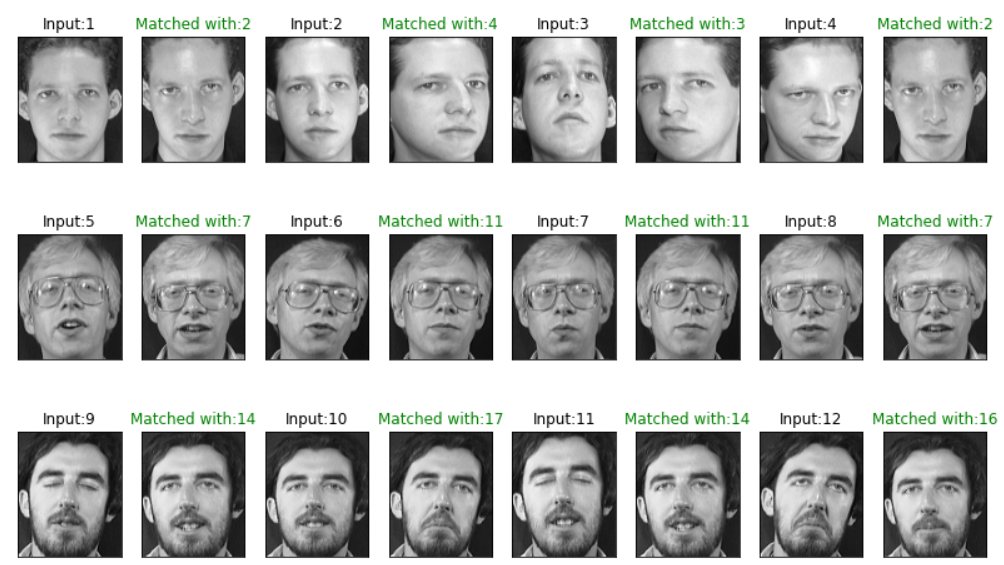 Input:1 Matched with:2 Input:2 Matched with:4 Input:3 Matched with:3 Input:4 Matched with:2
Input:5 Matched with:7 Input:6 Matched with:11 Input:7 Matched with:11 Input:8 Matched with:7
Input:9 Matched with:14 Input:10 Matched with:17 Input:11 Matched with:14 Input:12 Matched with:16